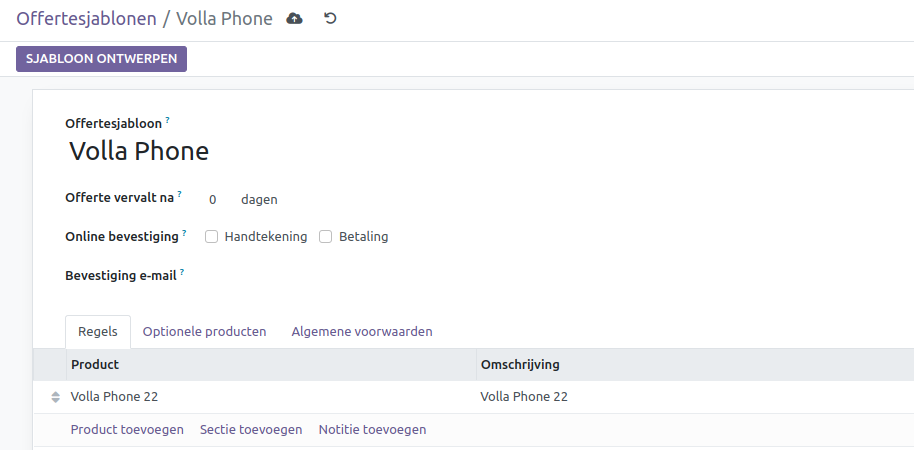 Offertesjablonen / Volla Phone
SJABLOON ONTWERPEN
Offertesjabloon ?
Volla Phone
Offerte vervalt na ? 0 dagen
Online bevestiging ? Handtekening Betaling
Bevestiging e-mail ?
Regels Optionele producten Algemene voorwaarden
Product Omschrijving
Volla Phone 22 Volla Phone 22
Product toevoegen Sectie toevoegen Notitie toevoegen